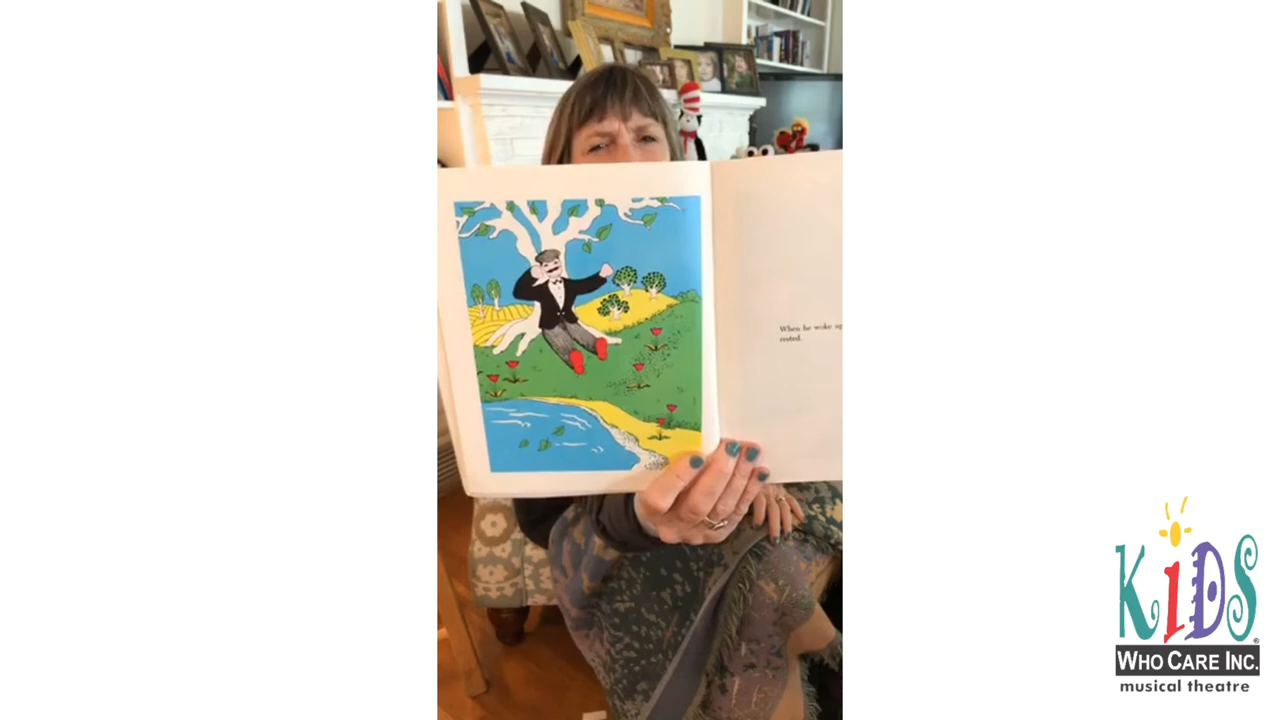 When he woke up
rested.
KiDS
WHO CARE INC.
musical theatre